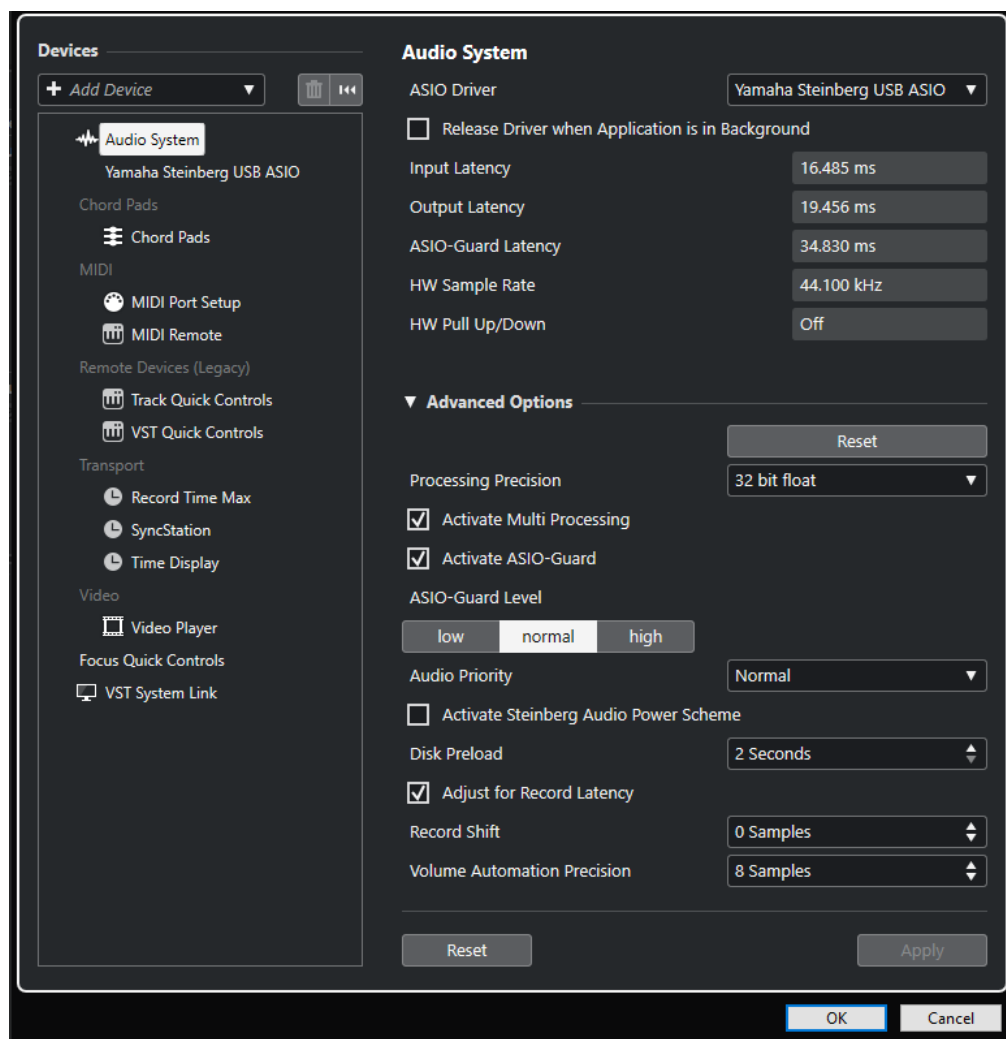 Devices
Add Device
Audio System
Yamaha Steinberg USB ASIO
Chord Pads
Chord Pads
MIDI
MIDI Port Setup
MIDI Remote
Remote Devices (Legacy)
Track Quick Controls
VST Quick Controls
Transport
Record Time Max
SyncStation
Time Display
Video
Video Player
Focus Quick Controls
VST System Link
Audio System
ASIO Driver Yamaha Steinberg USB ASIO
Release Driver when Application is in Background
Input Latency 16.485 ms
Output Latency 19.456 ms
ASIO-Guard Latency 34.830 ms
HW Sample Rate 44.100 kHz
HW Pull Up/Down Off
Advanced Options
Reset
Processing Precision 32 bit float
Activate Multi Processing
Activate ASIO-Guard
ASIO-Guard Level
low normal high
Audio Priority Normal
Activate Steinberg Audio Power Scheme
Disk Preload 2 Seconds
Adjust for Record Latency
Record Shift 0 Samples
Volume Automation Precision 8 Samples
Reset Apply
OK Cancel